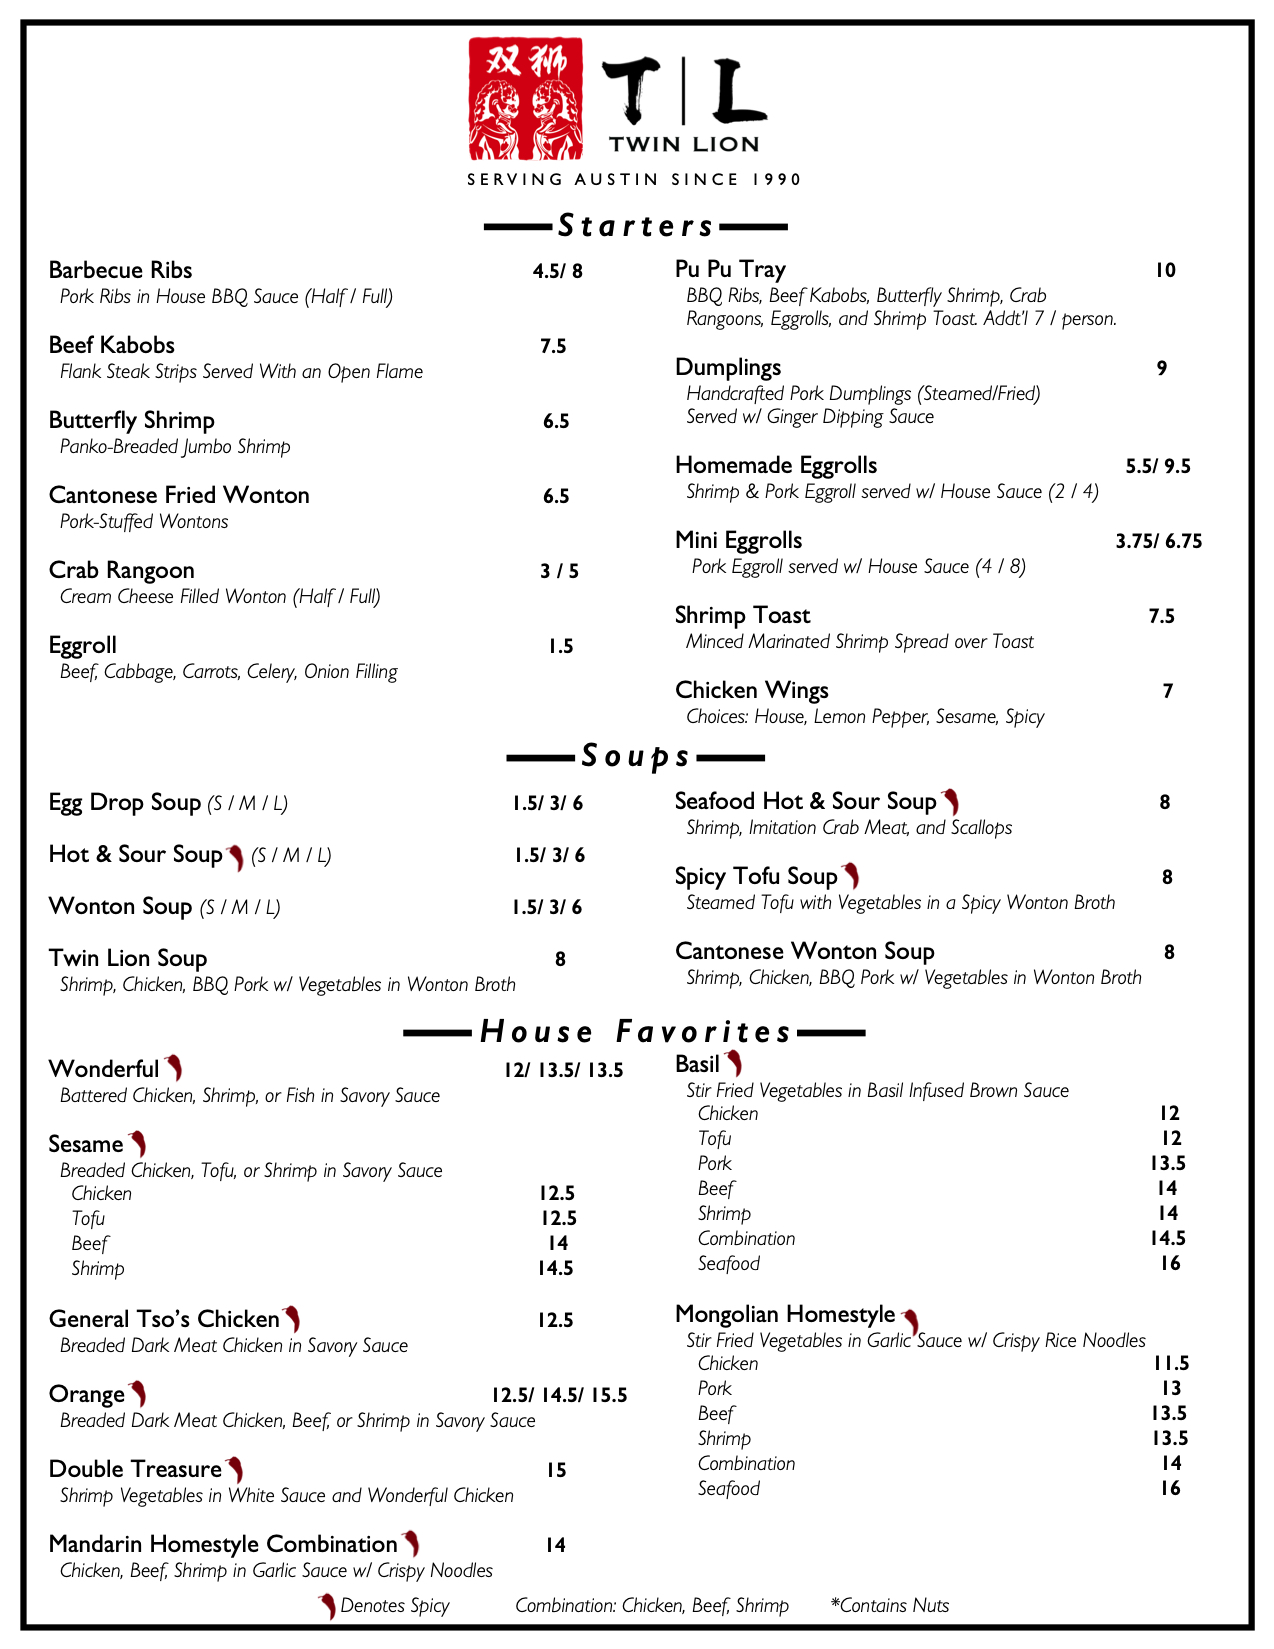 双狮
T|L
TWIN LION
SERVING AUSTIN SINCE 1990
Starters
Barbecue Ribs 4.5/ 8
Pork Ribs in House BBQ Sauce (Half / Full)
Beef Kabobs 7.5
Flank Steak Strips Served With an Open Flame
Butterfly Shrimp 6.5
Panko-Breaded Jumbo Shrimp
Cantonese Fried Wonton 6.5
Pork-Stuffed Wontons
Crab Rangoon 3 / 5
Cream Cheese Filled Wonton (Half / Full)
Eggroll 1.5
Beef, Cabbage, Carrots, Celery, Onion Filling
Pu Pu Tray 10
BBQ Ribs, Beef Kabobs, Butterfly Shrimp, Crab
Rangoons, Eggrolls, and Shrimp Toast. Addt'l 7 / person.
Dumplings 9
Handcrafted Pork Dumplings (Steamed/Fried)
Served w/ Ginger Dipping Sauce
Homemade Eggrolls 5.5/ 9.5
Shrimp & Pork Eggroll served w/ House Sauce (2 / 4)
Mini Eggrolls 3.75/ 6.75
Pork Eggroll served w/ House Sauce (4 / 8)
Shrimp Toast 7.5
Minced Marinated Shrimp Spread over Toast
Chicken Wings 7
Choices: House, Lemon Pepper, Sesame, Spicy
Soups
Egg Drop Soup (S / M / L) 1.5/ 3/ 6
Hot & Sour Soup (S / M / L) 1.5/ 3/ 6
Wonton Soup (S / M / L) 1.5/ 3/ 6
Twin Lion Soup 8
Shrimp, Chicken, BBQ Pork w/ Vegetables in Wonton Broth
Seafood Hot & Sour Soup 8
Shrimp, Imitation Crab Meat, and Scallops
Spicy Tofu Soup 8
Steamed Tofu with Vegetables in a Spicy Wonton Broth
Cantonese Wonton Soup 8
Shrimp, Chicken, BBQ Pork w/ Vegetables in Wonton Broth
House Favorites
Wonderful 12/ 13.5/ 13.5
Battered Chicken, Shrimp, or Fish in Savory Sauce
Sesame
Breaded Chicken, Tofu, or Shrimp in Savory Sauce
Chicken 12.5
Tofu 12.5
Beef 14
Shrimp 14.5
General Tso's Chicken 12.5
Breaded Dark Meat Chicken in Savory Sauce
Orange 12.5/ 14.5/ 15.5
Breaded Dark Meat Chicken, Beef, or Shrimp in Savory Sauce
Double Treasure 15
Shrimp Vegetables in White Sauce and Wonderful Chicken
Mandarin Homestyle Combination 14
Chicken, Beef, Shrimp in Garlic Sauce w/ Crispy Noodles
Basil
Stir Fried Vegetables in Basil Infused Brown Sauce
Chicken 12
Tofu 12
Pork 13.5
Beef 14
Shrimp 14
Combination 14.5
Seafood 16
Mongolian Homestyle
Stir Fried Vegetables in Garlic Sauce w/ Crispy Rice Noodles
Chicken 11.5
Pork 13
Beef 13.5
Shrimp 13.5
Combination 14
Seafood 16
Denotes Spicy Combination: Chicken, Beef, Shrimp *Contains Nuts